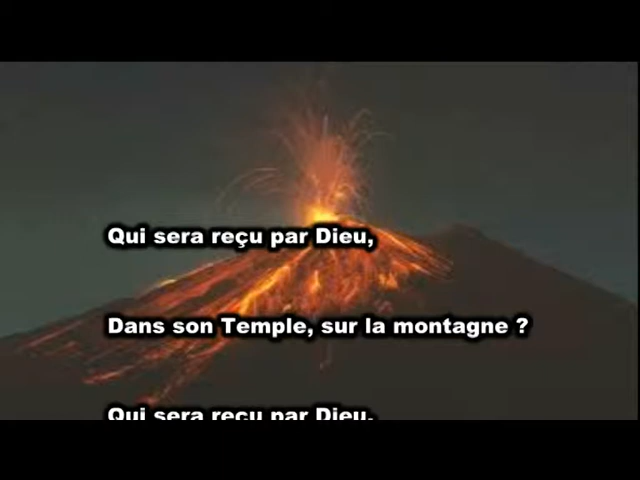 Qui sera reçu par Dieu,
Dans son Temple, sur la montagne ?
Qui sera reçu par Dieu,